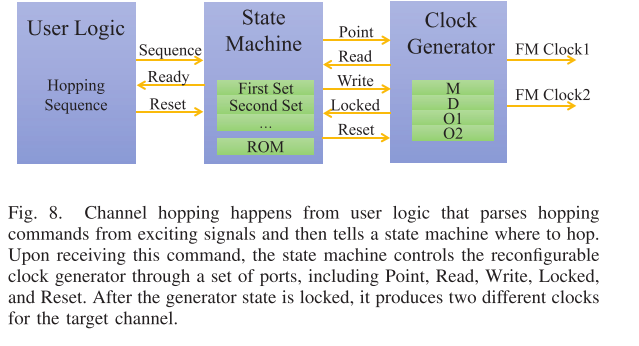 User Logic
Hopping
Sequence
Sequence
Ready
Reset
State
Machine
First Set
Second Set
...
ROM
Point
Read
Write
Locked
Reset
Clock
Generator
M
D
O1
O2
FM Clock1
FM Clock2
Fig. 8. Channel hopping happens from user logic that parses hopping
commands from exciting signals and then tells a state machine where to hop.
Upon receiving this command, the state machine controls the reconfigurable
clock generator through a set of ports, including Point, Read, Write, Locked,
and Reset. After the generator state is locked, it produces two different clocks
for the target channel.